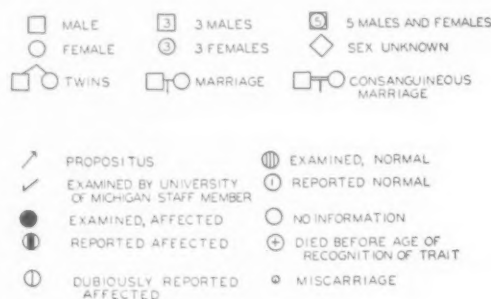 MALE
3 3 MALES
5 5 MALES AND FEMALES
FEMALE
3 3 FEMALES
SEX UNKNOWN
TWINS
MARRIAGE
CONSANGUINEOUS
MARRIAGE
PROPOSITUS
EXAMINED BY UNIVERSITY
OF MICHIGAN STAFF MEMBER
EXAMINED, AFFECTED
REPORTED AFFECTED
DUBIOUSLY REPORTED
AFFECTED
EXAMINED, NORMAL
REPORTED NORMAL
NO INFORMATION
DIED BEFORE AGE OF
RECOGNITION OF TRAIT
MISCARRIAGE